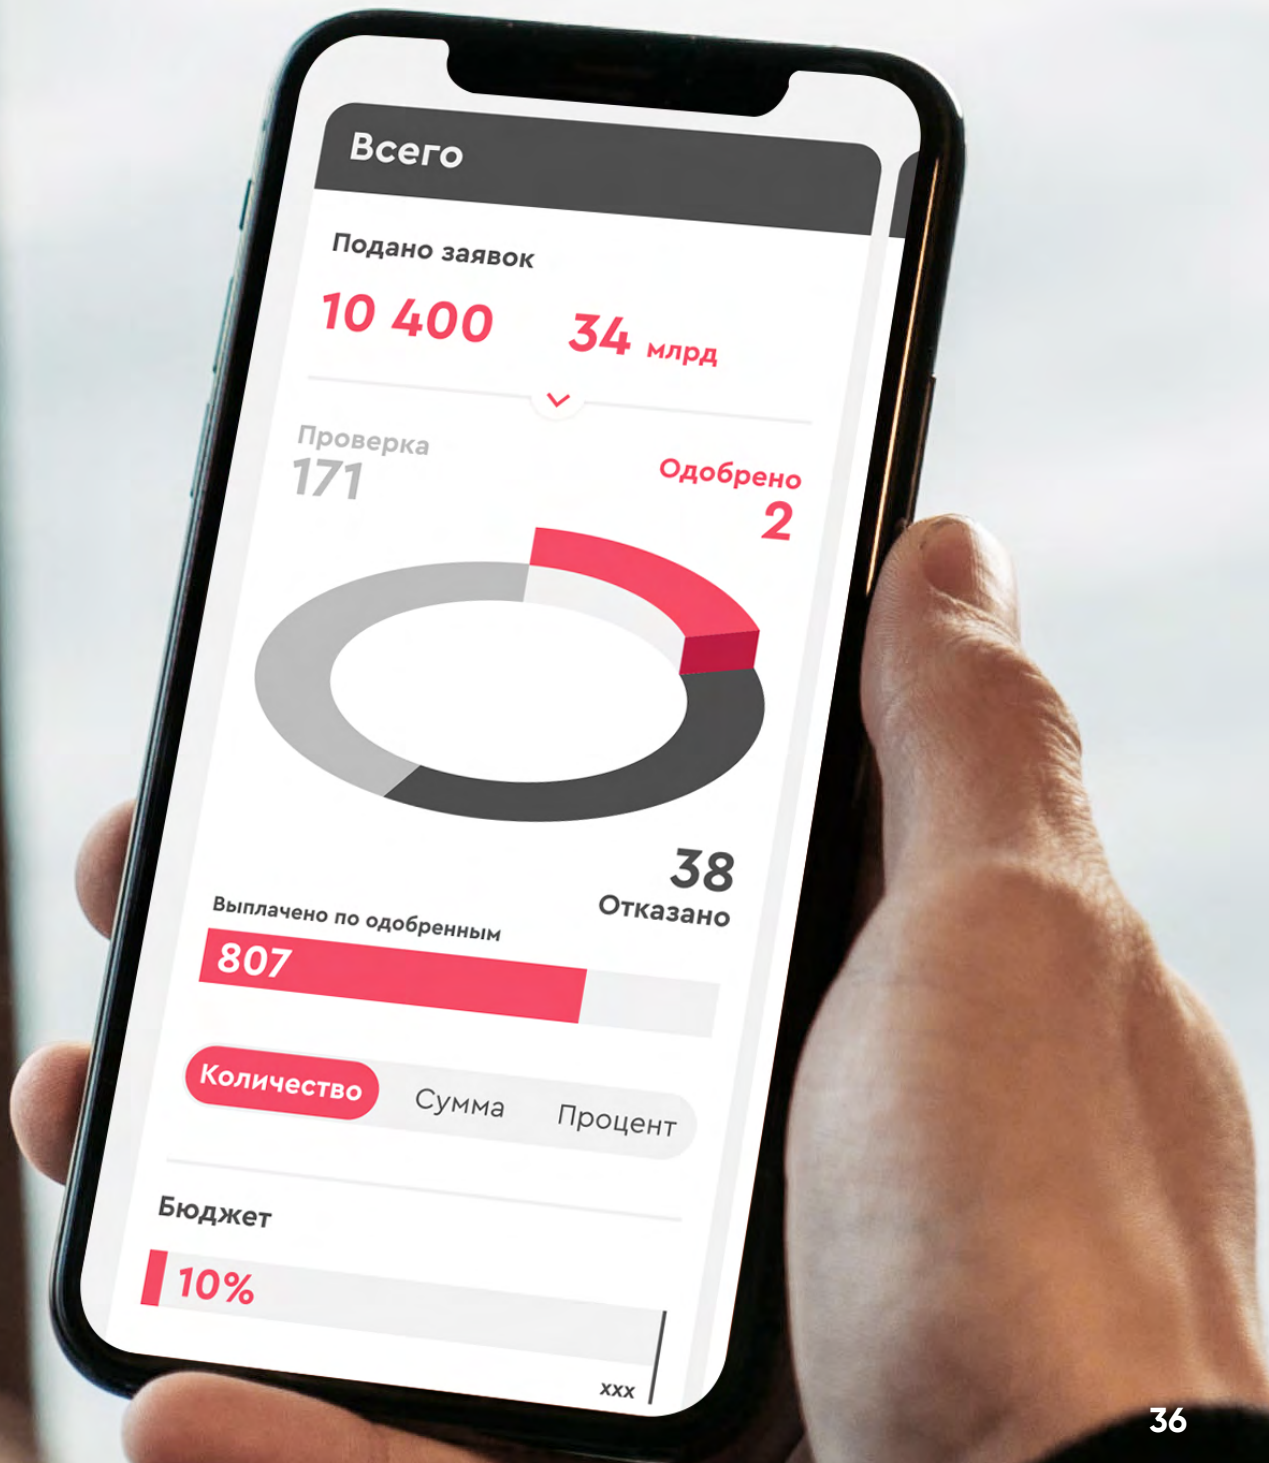 Всего
Подано заявок
10 400 34 млрд
Проверка
171
Одобрено
2
38
Отказано
Выплачено по одобренным
807
Количество Сумма Процент
Бюджет
10%
xxx
36